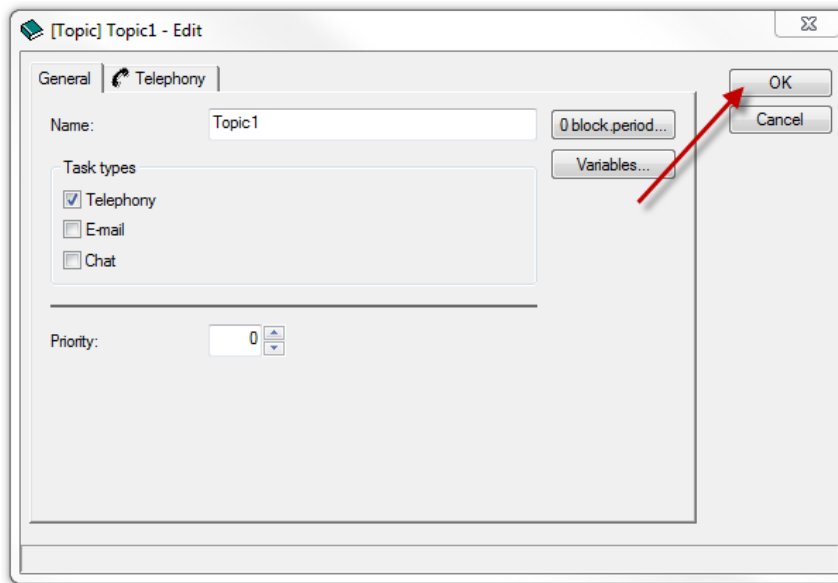 [Topic] Topic1 - Edit
General
Telephony
OK
Name:
Topic1
0 block.period...
Cancel
Task types
Variables...
Telephony
E-mail
Chat
Priority:
0